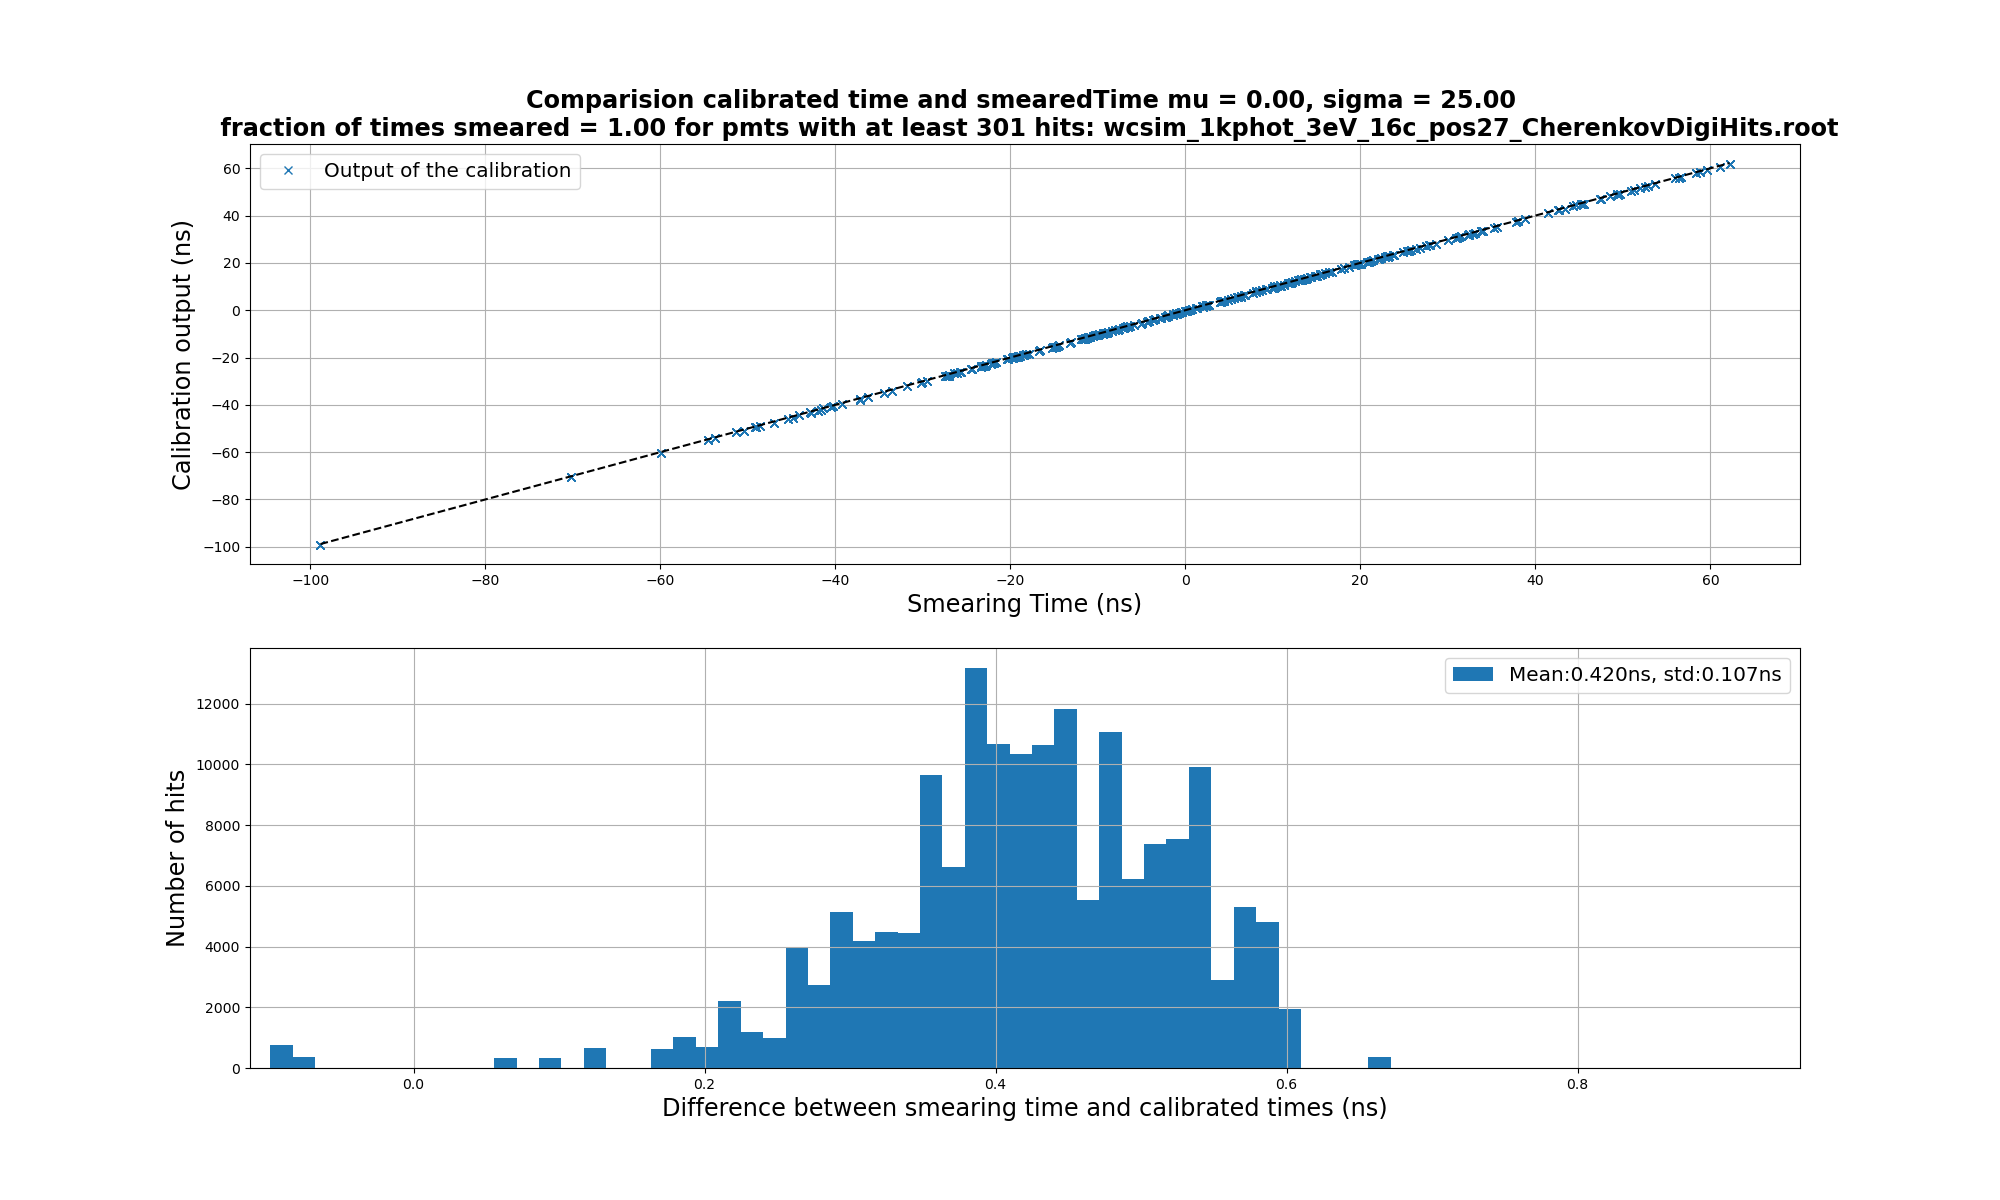 Comparision calibrated time and smearedTime mu = 0.00, sigma = 25.00
fraction of times smeared = 1.00 for pmts with at least 301 hits: wcsim_1kphot_3eV_16c_pos27_CherenkovDigiHits.root
Output of the calibration
60
40
20
0
−20
−40
−60
−80
−100
Calibration output (ns)
−100 −80 −60 −40 −20 0 20 40 60
Smearing Time (ns)
Mean:0.420ns, std:0.107ns
12000
10000
8000
6000
4000
2000
0
Number of hits
0.0 0.2 0.4 0.6 0.8
Difference between smearing time and calibrated times (ns)